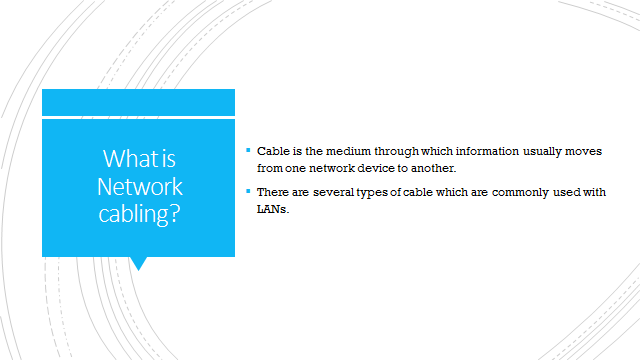 What is
Network
cabling?
▪ Cable is the medium through which information usually moves
from one network device to another.
▪ There are several types of cable which are commonly used with
LANs.